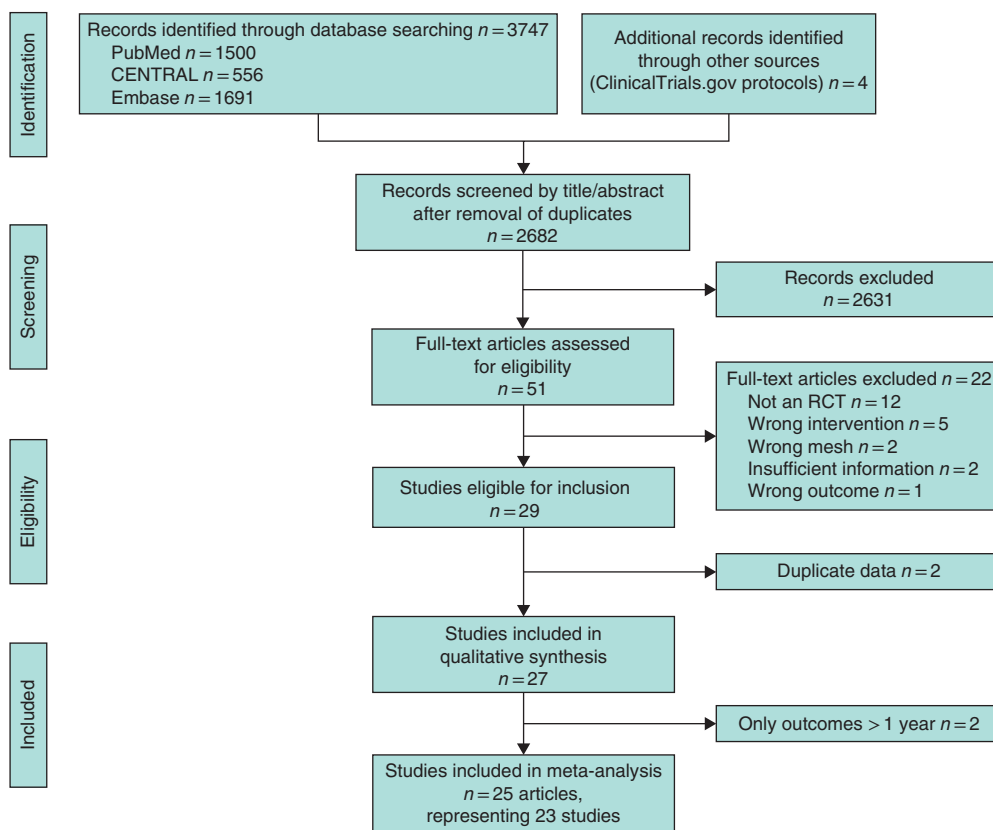 Identification
Records identified through database searching n = 3747
PubMed n = 1500
CENTRAL n = 556
Embase n = 1691
Additional records identified
through other sources
(ClinicalTrials.gov protocols) n = 4
Records screened by title/abstract
after removal of duplicates
n = 2682
Screening
Records excluded
n = 2631
Full-text articles assessed
for eligibility
n = 51
Full-text articles excluded n = 22
Not an RCT n = 12
Wrong intervention n = 5
Wrong mesh n = 2
Insufficient information n = 2
Wrong outcome n = 1
Eligibility
Studies eligible for inclusion
n = 29
Duplicate data n = 2
Studies included in
qualitative synthesis
n = 27
Included
Only outcomes > 1 year n = 2
Studies included in meta-analysis
n = 25 articles,
representing 23 studies